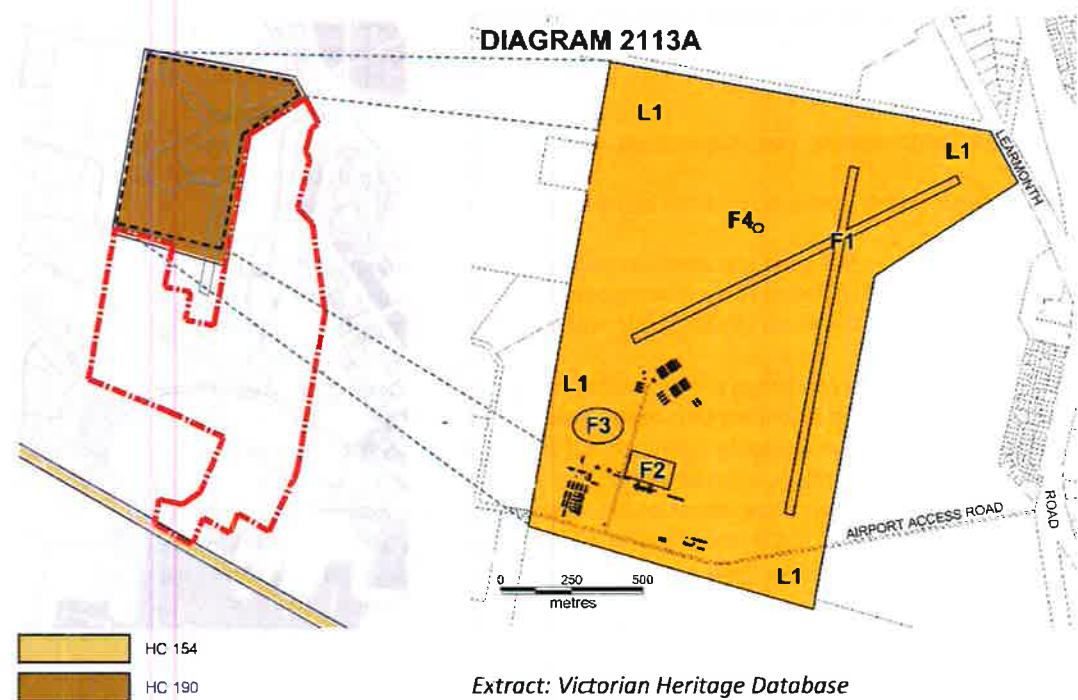 DIAGRAM 2113A
L1
L1
LEARMONTH
F4
F1
L1
F3
F2
ROAD
AIRPORT ACCESS ROAD
L1
0 250 500
metres
HC 154
HC 190
Extract: Victorian Heritage Database